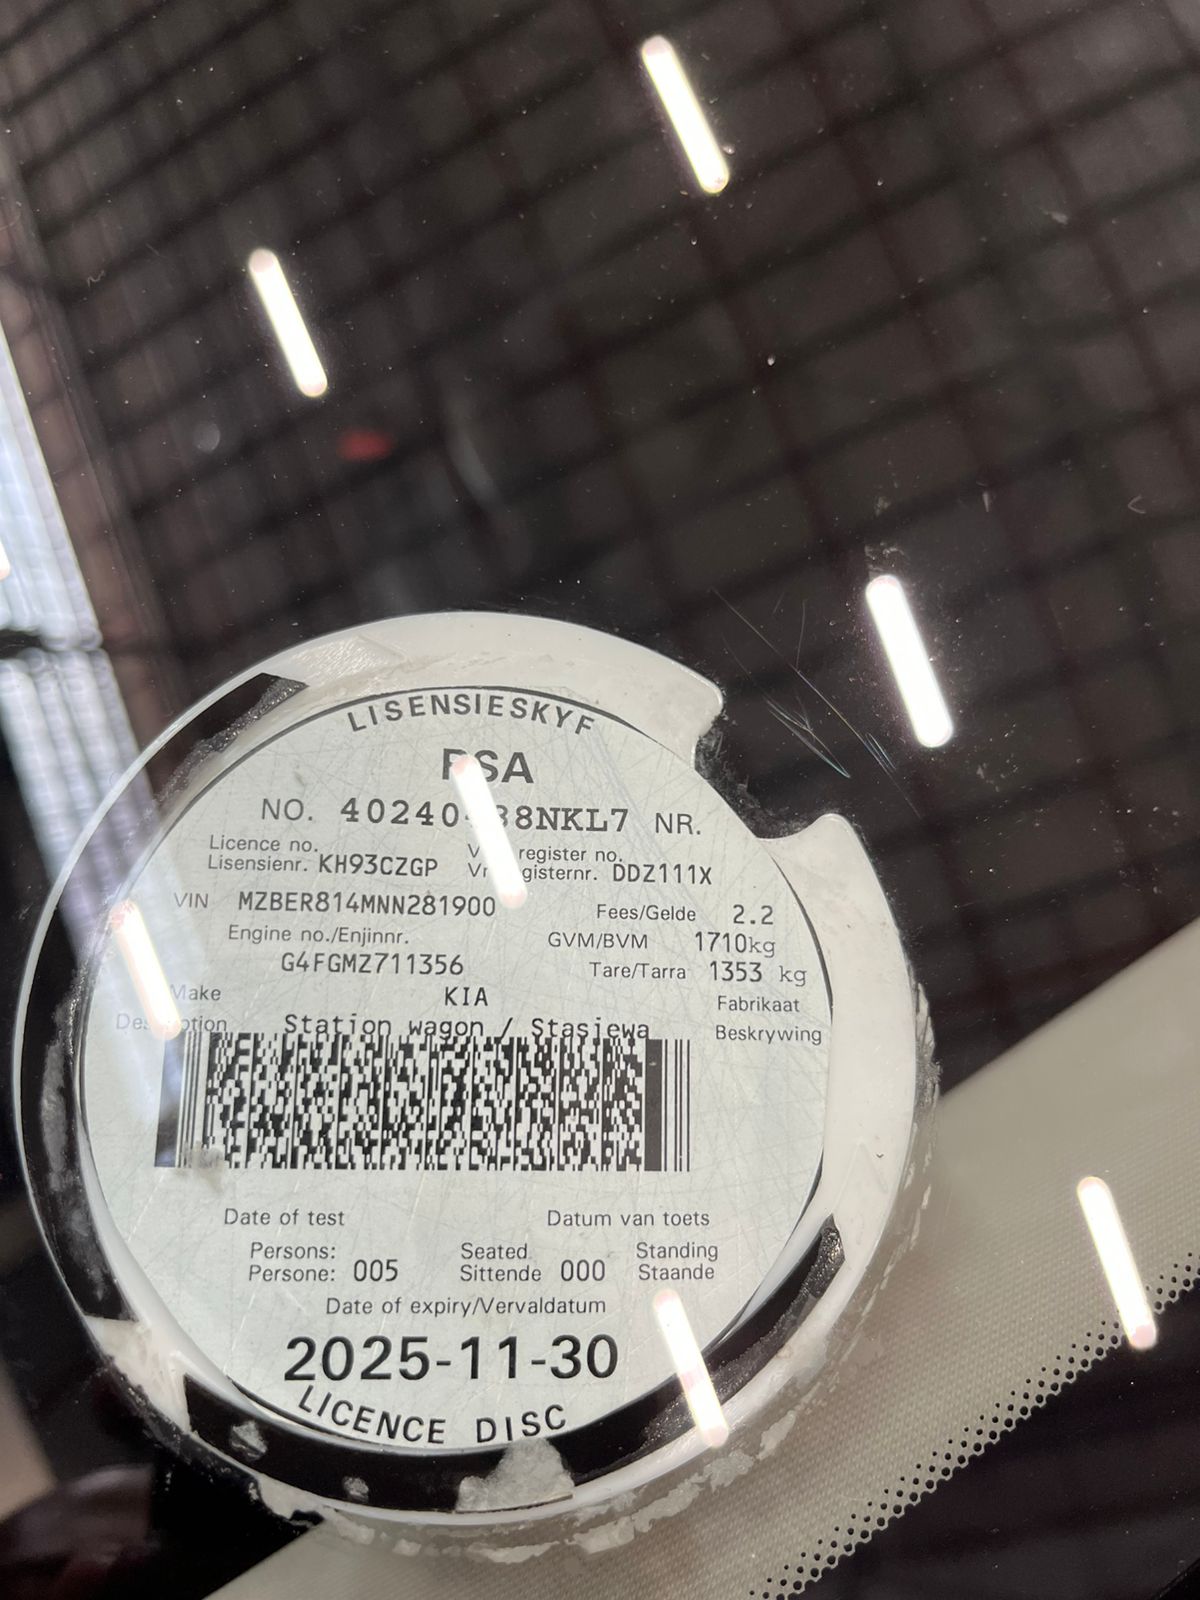 LISENSIESKYF
RSA
NO. 40240 38NKL7 NR.
Licence no. register no.
Lisensienr. KH93CZGP DDZ111X
VIN MZBER814MNN281900 Fees/Gelde 2.2
Engine no./Enjinnr. GVM/BVM 1710kg
G4FGMZ711356 Tare/Tarra 1353 kg
Make KIA Fabrikaat
Description Station wagon / Stasiewa Beskrywing
Date of test Datum van toets
Persons: Seated Standing
Persone: 005 Sittende 000 Staande
Date of expiry/Vervaldatum
2025-11-30
LICENCE DISC